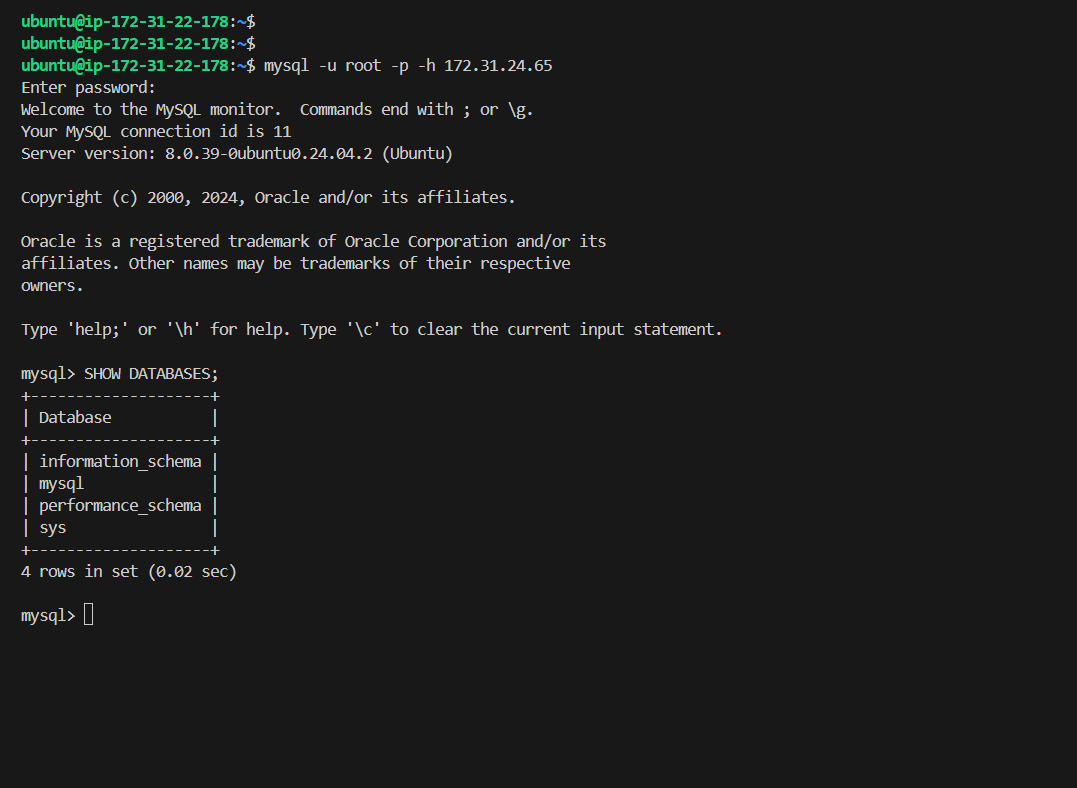 ubuntu@ip-172-31-22-178:~$
ubuntu@ip-172-31-22-178:~$
ubuntu@ip-172-31-22-178:~$ mysql -u root -p -h 172.31.24.65
Enter password:
Welcome to the MySQL monitor.  Commands end with ; or \g.
Your MySQL connection id is 11
Server version: 8.0.39-0ubuntu0.24.04.2 (Ubuntu)

Copyright (c) 2000, 2024, Oracle and/or its affiliates.

Oracle is a registered trademark of Oracle Corporation and/or its
affiliates. Other names may be trademarks of their respective
owners.

Type 'help;' or '\h' for help. Type '\c' to clear the current input statement.

mysql> SHOW DATABASES;
+--------------------+
| Database           |
+--------------------+
| information_schema |
| mysql              |
| performance_schema |
| sys                |
+--------------------+
4 rows in set (0.02 sec)

mysql>